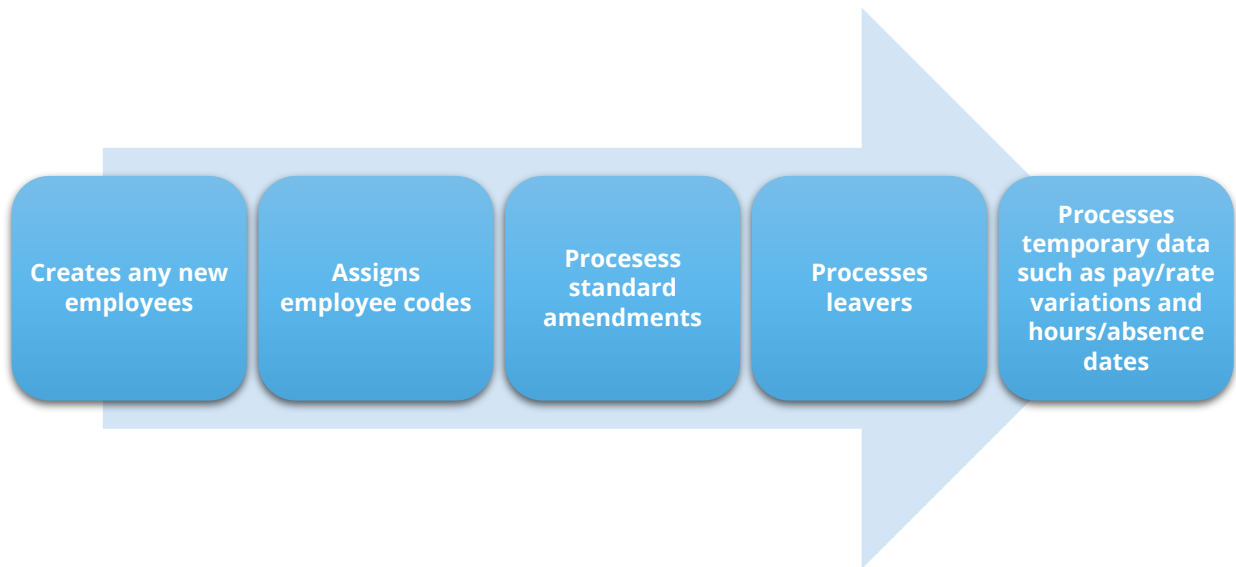 Creates any new
employees
Assigns
employee codes
Procesess
standard
amendments
Processes
leavers
Processes
temporary data
such as pay/rate
variations and
hours/absence
dates